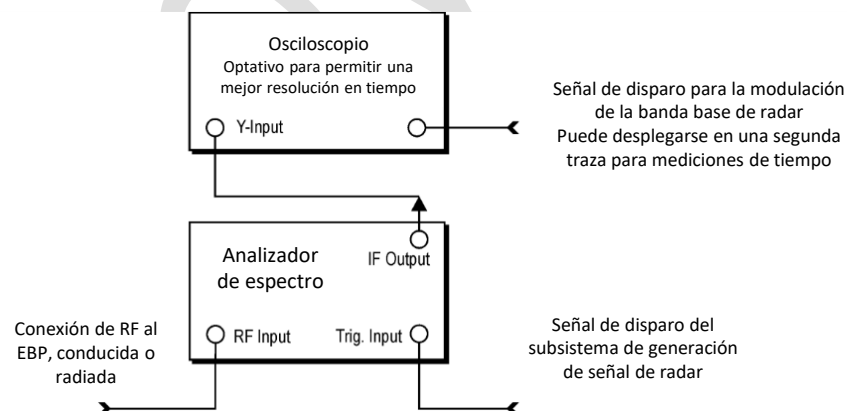 Osciloscopio
Optativo para permitir una
mejor resolución en tiempo
Y-Input
Señal de disparo para la modulación
de la banda base de radar
Puede desplegarse en una segunda
traza para mediciones de tiempo
Analizador
de espectro
IF Output
RF Input
Trig. Input
Conexión de RF al
EBP, conducida o
radiada
Señal de disparo del
subsistema de generación
de señal de radar